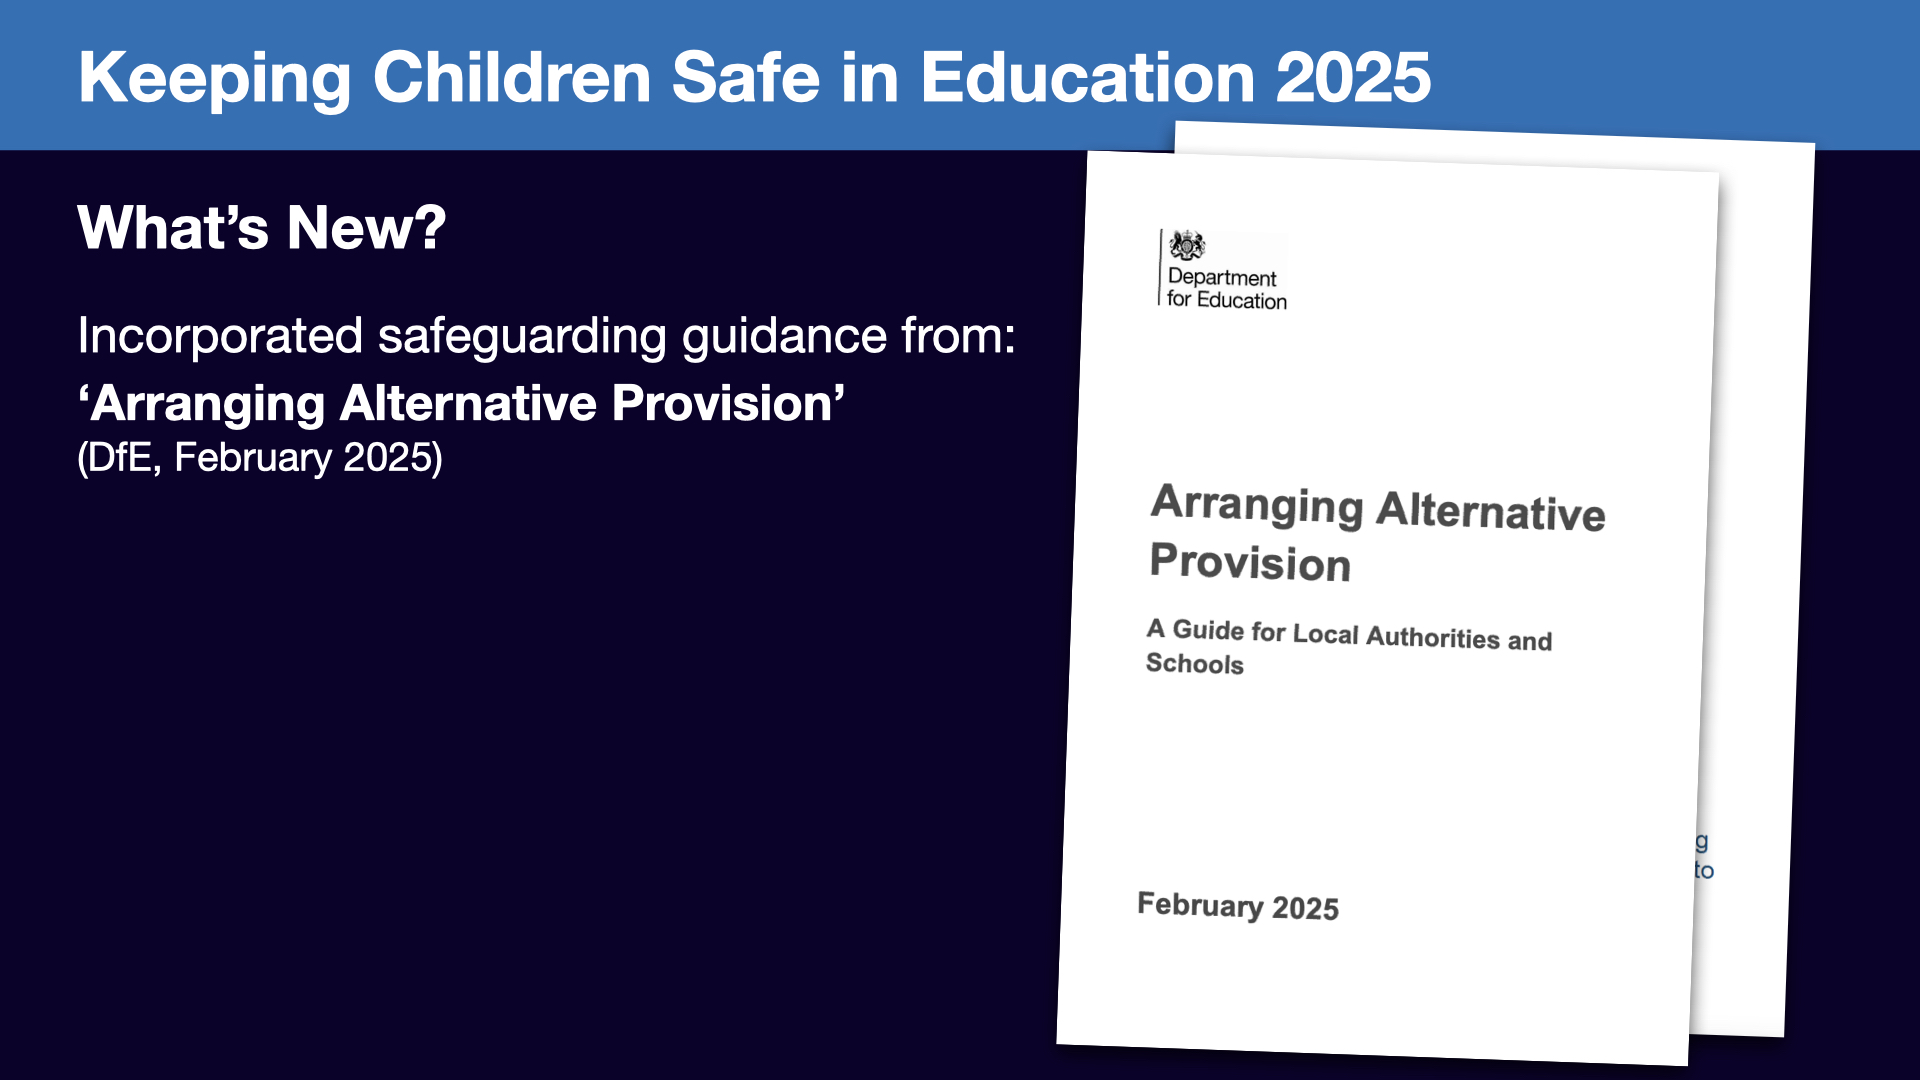 Keeping Children Safe in Education 2025
What’s New?
Incorporated safeguarding guidance from:
‘Arranging Alternative Provision’
(DfE, February 2025)
Department
for Education
Arranging Alternative
Provision
A Guide for Local Authorities and
Schools
February 2025
g
to